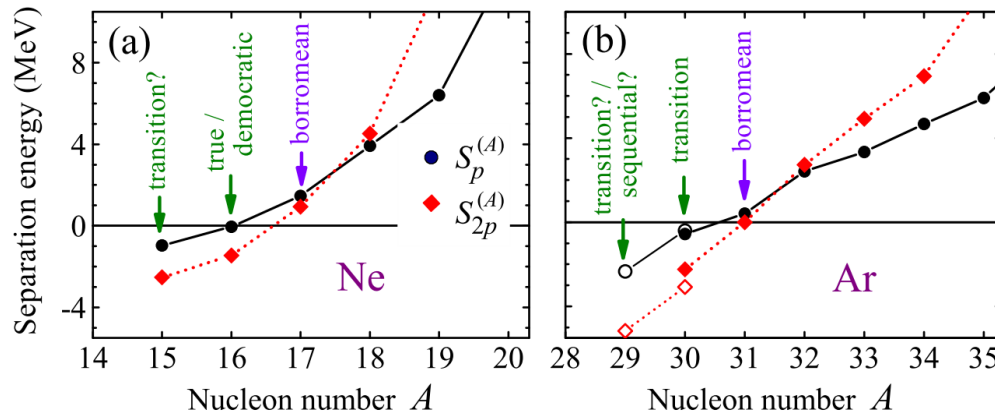 Separation energy (MeV)
8
4
0
-4
(a)
transition?
true /
democratic
borromean
S_p^(A)
S_2p^(A)
Ne
14 15 16 17 18 19 20
Nucleon number A
(b)
transition? /
sequential?
transition
borromean
Ar
28 29 30 31 32 33 34 35
Nucleon number A